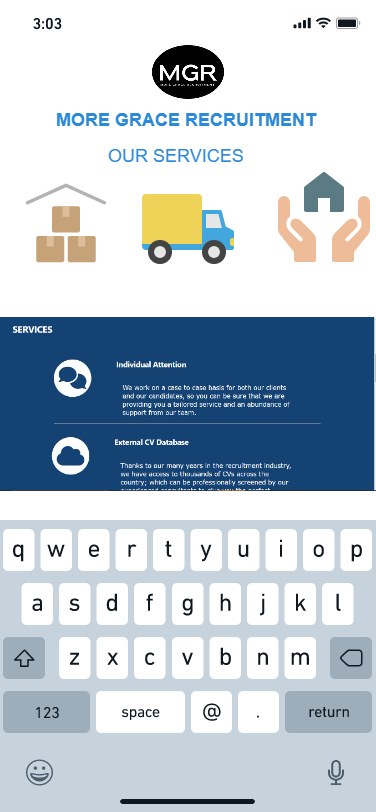 3:03
MGR
MORE GRACE RECRUITMENT
MORE GRACE RECRUITMENT
OUR SERVICES
SERVICES
Individual Attention
We work on a case to case basis for both our clients
and our candidates, so you can be sure that we are
providing you a tailored service and an abundance of
support from our team.
External CV Database
Thanks to our many years in the recruitment industry,
we have access to thousands of CVs across the
country; which can be professionally screened by our
q w e r t y u i o p
a s d f g h j k l
z x c v b n m
123 space @ . return